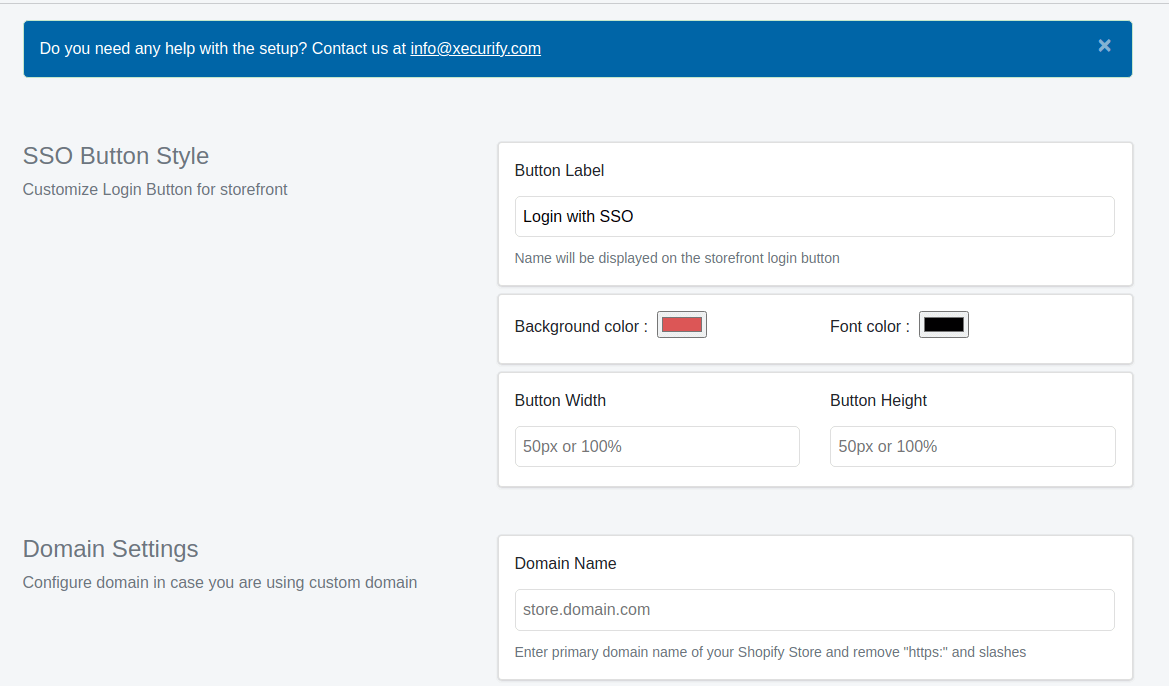 Do you need any help with the setup? Contact us at info@xecurify.com
×
SSO Button Style
Customize Login Button for storefront
Button Label
Login with SSO
Name will be displayed on the storefront login button
Background color :
Font color :
Button Width
Button Height
50px or 100%
50px or 100%
Domain Settings
Configure domain in case you are using custom domain
Domain Name
store.domain.com
Enter primary domain name of your Shopify Store and remove "https:" and slashes